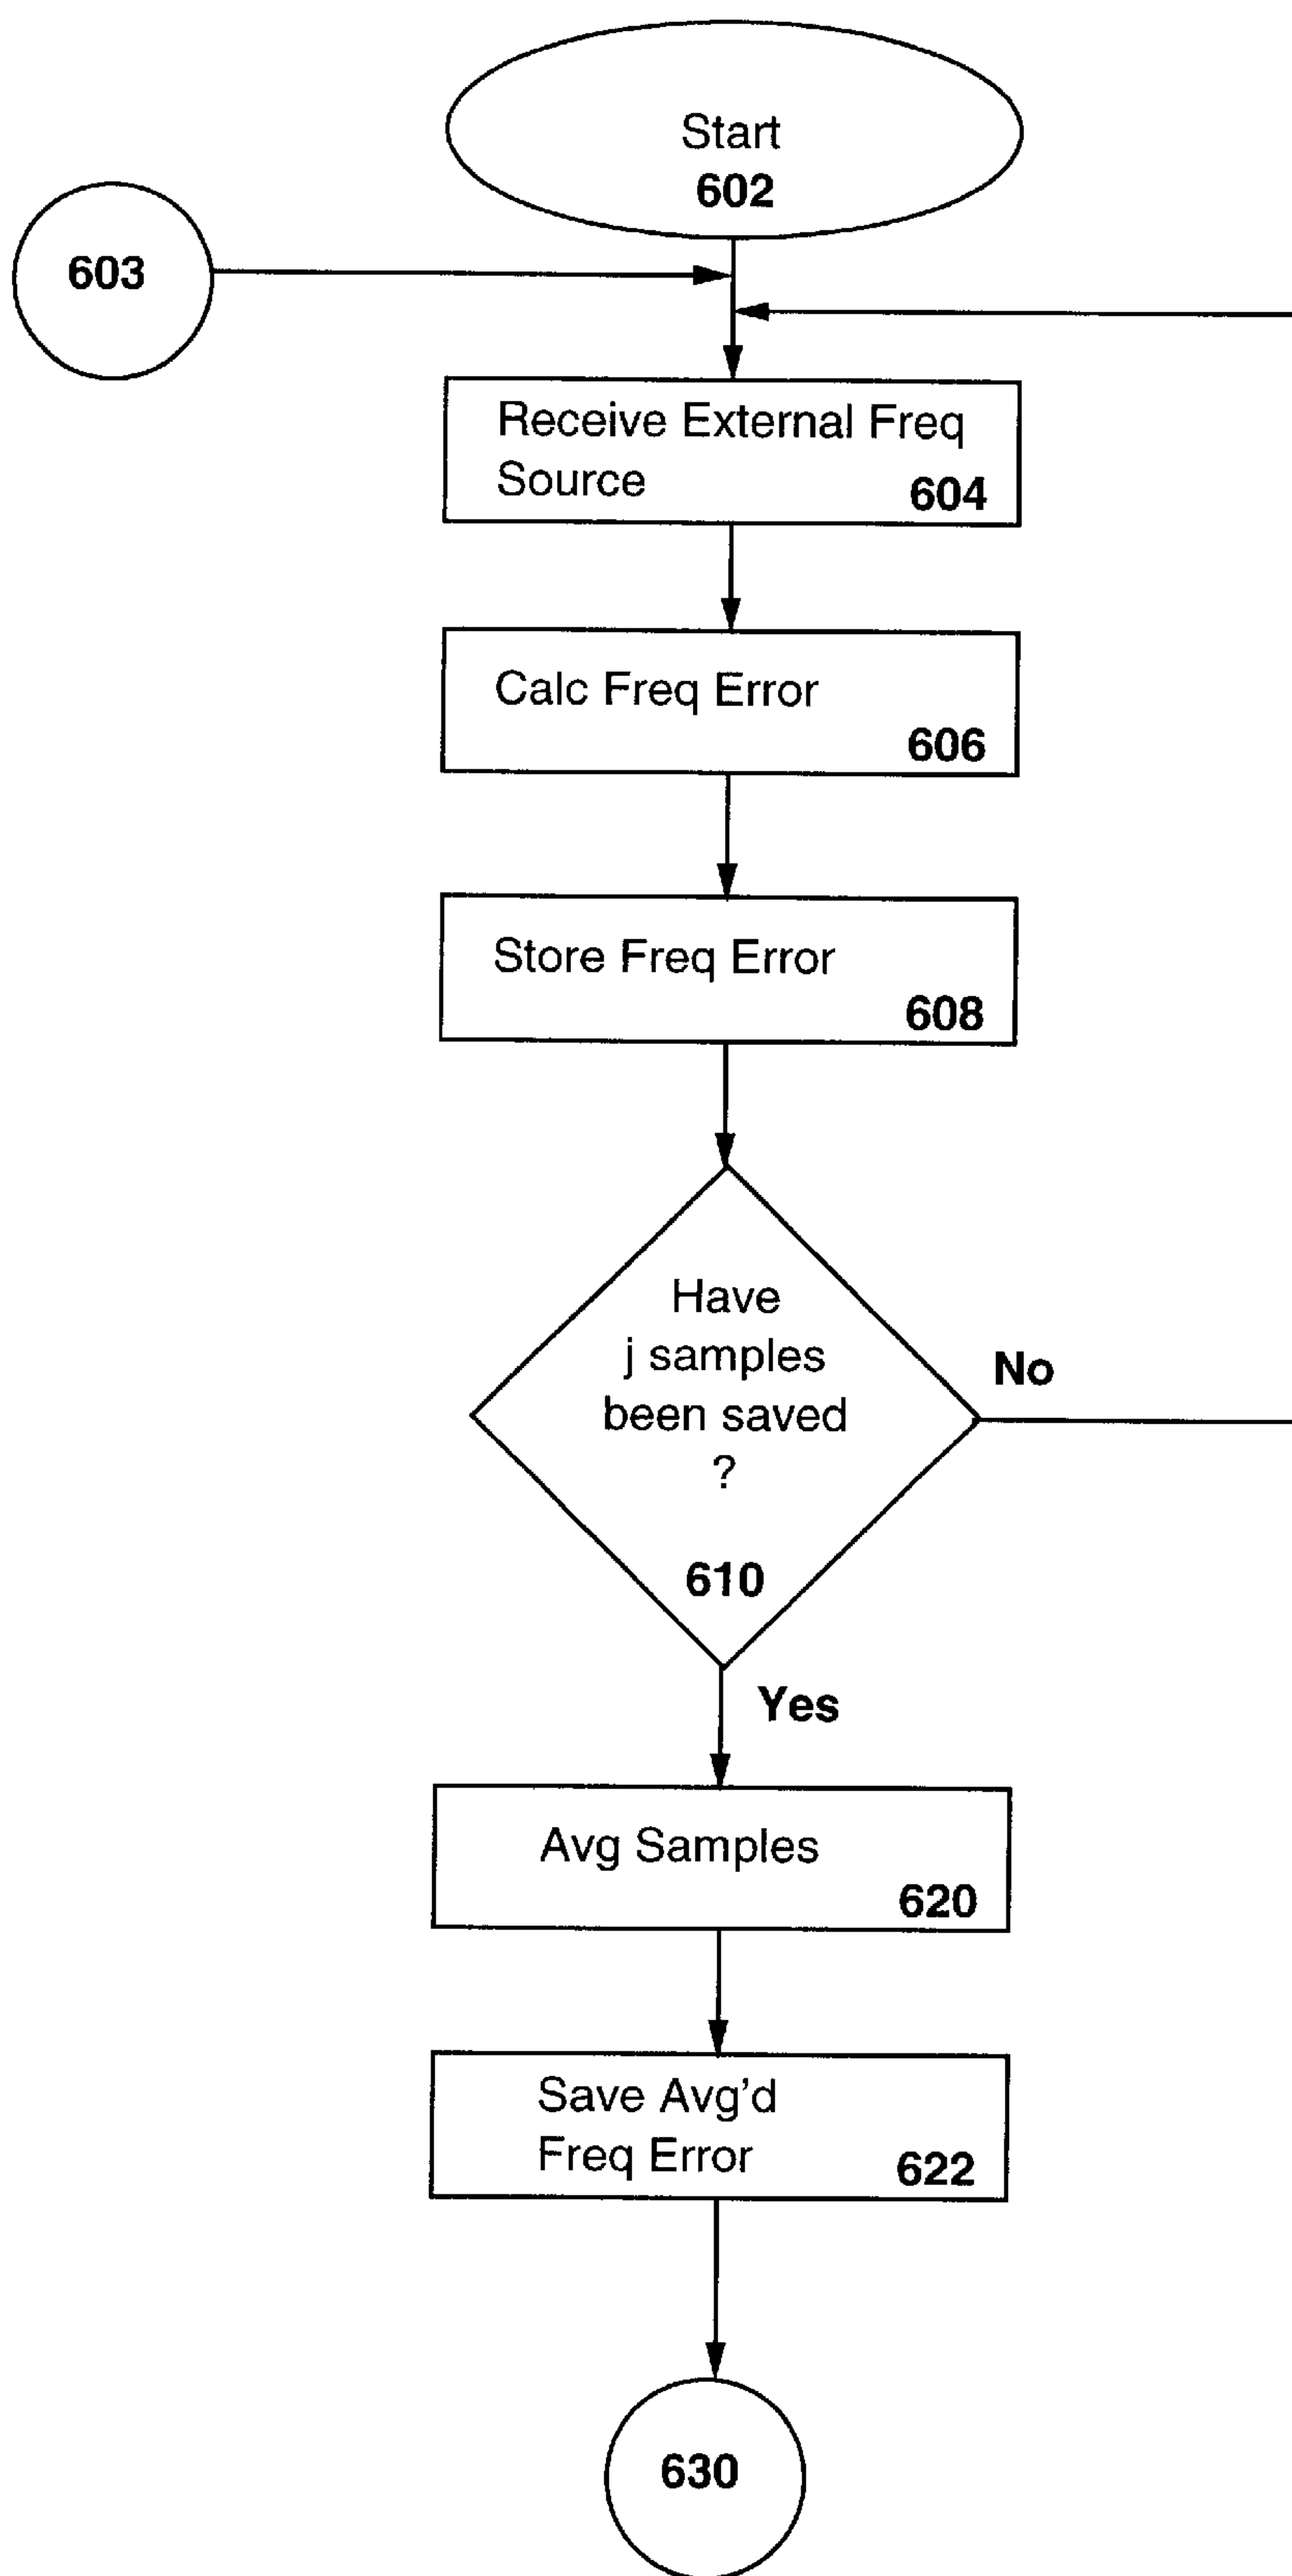 Start
602
603
Receive External Freq
Source
604
Calc Freq Error
606
Store Freq Error
608
Have
j samples
been saved
?
610
No
Yes
Avg Samples
620
Save Avg'd
Freq Error
622
630